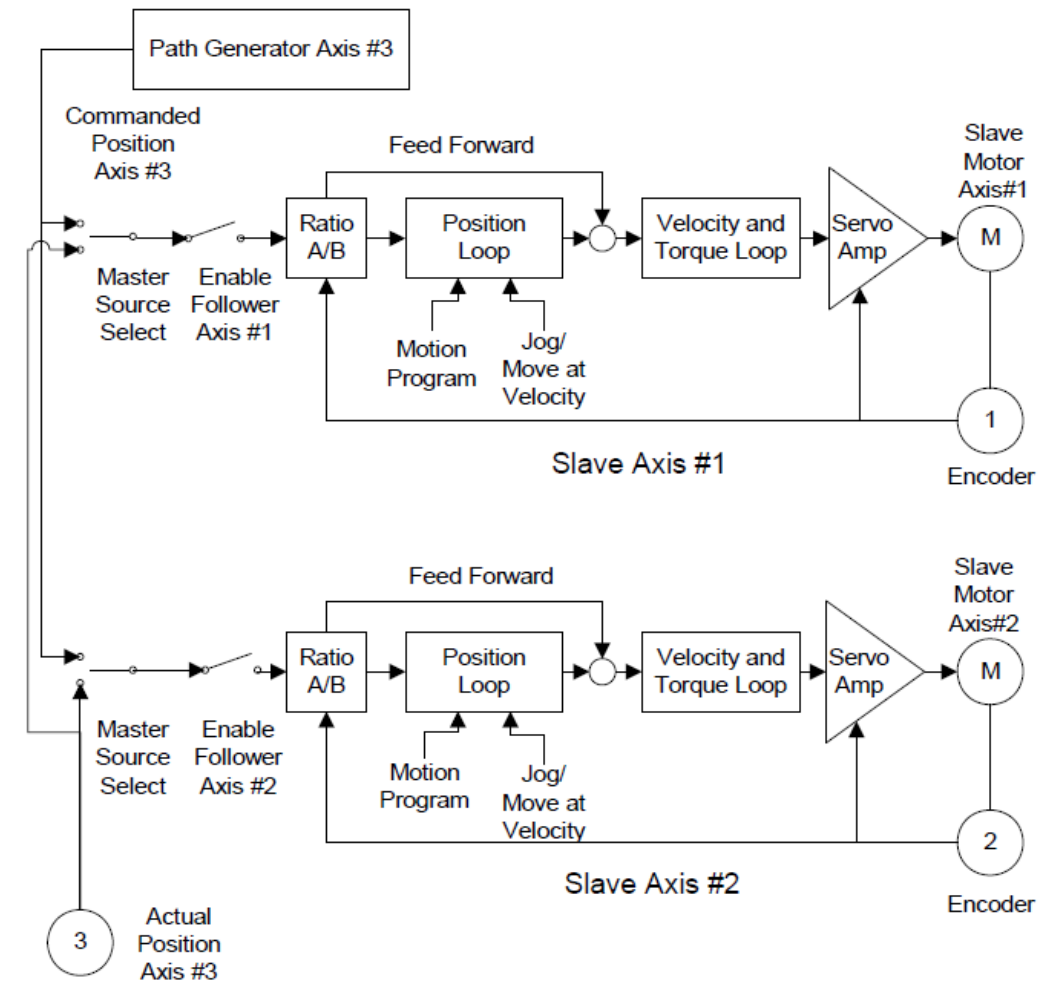 Path Generator Axis #3
Commanded
Position
Axis #3
Feed Forward
Slave
Motor
Axis#1
Ratio
A/B
Position
Loop
Velocity and
Torque Loop
Servo
Amp
M
Master
Source
Select
Enable
Follower
Axis #1
Motion
Program
Jog/
Move at
Velocity
1
Slave Axis #1
Encoder
Feed Forward
Slave
Motor
Axis#2
Ratio
A/B
Position
Loop
Velocity and
Torque Loop
Servo
Amp
M
Master
Source
Select
Enable
Follower
Axis #2
Motion
Program
Jog/
Move at
Velocity
2
Slave Axis #2
Encoder
3
Actual
Position
Axis #3